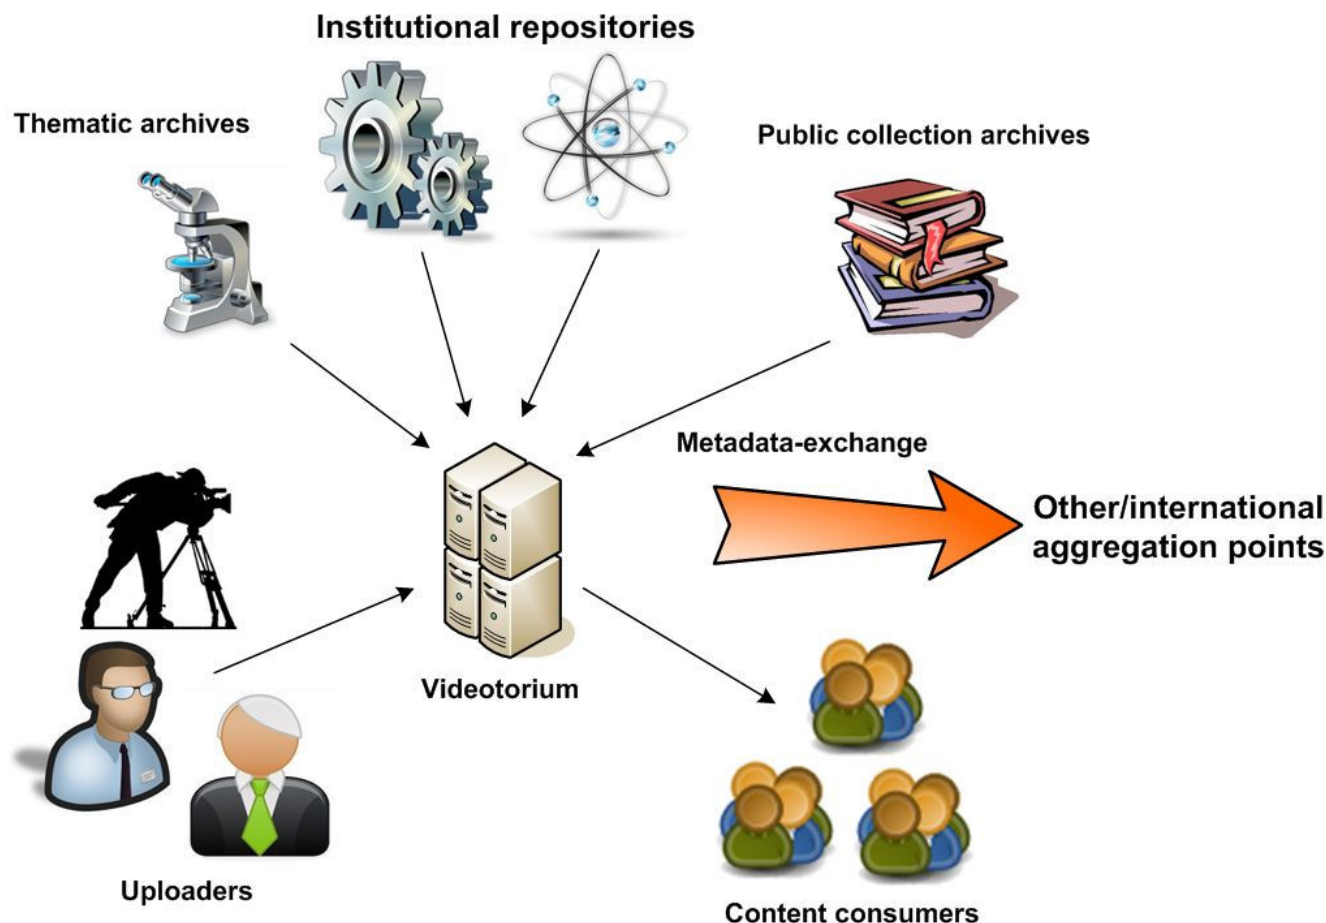 Institutional repositories
Thematic archives
Public collection archives
Metadata-exchange
Other/international
aggregation points
Videotorium
Uploaders
Content consumers